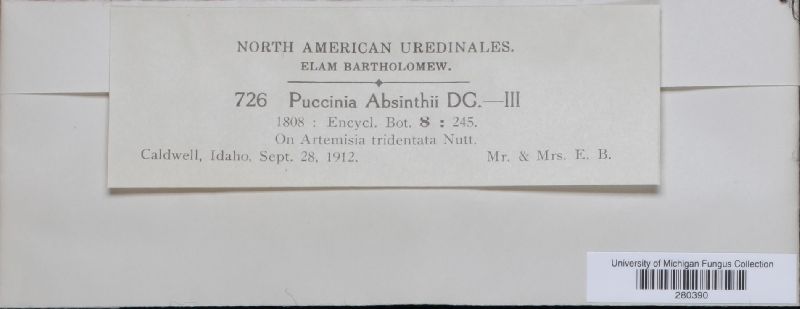 NORTH AMERICAN UREDINALES.
ELAM BARTHOLOMEW.
726 Puccinia Absinthii DC.—III
1808 : Encycl. Bot. 8 : 245.
On Artemisia tridentata Nutt.
Caldwell, Idaho, Sept. 28, 1912. Mr. & Mrs. E. B.
University of Michigan Fungus Collection
280390